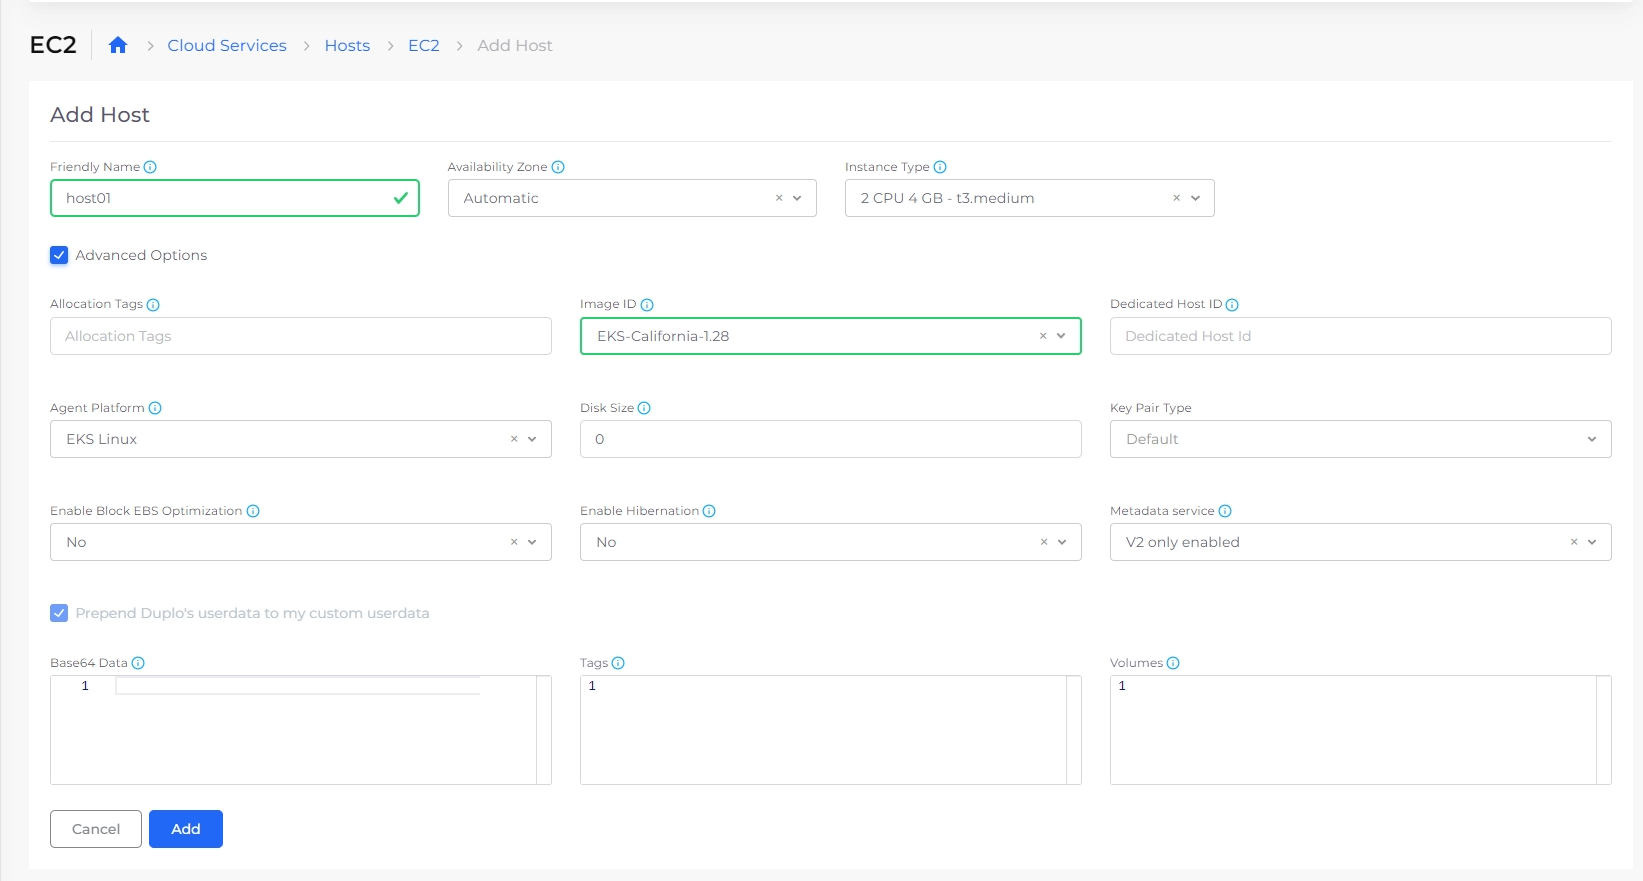 EC2
Cloud Services > Hosts > EC2 > Add Host
Add Host
Friendly Name
Availability Zone
Instance Type
host01
Automatic
2 CPU 4 GB - t3.medium
Advanced Options
Allocation Tags
Image ID
Dedicated Host ID
Allocation Tags
EKS-California-1.28
Dedicated Host Id
Agent Platform
Disk Size
Key Pair Type
EKS Linux
0
Default
Enable Block EBS Optimization
Enable Hibernation
Metadata service
No
No
V2 only enabled
Prepend Duplo's userdata to my custom userdata
Base64 Data
Tags
Volumes
1
1
1
Cancel
Add